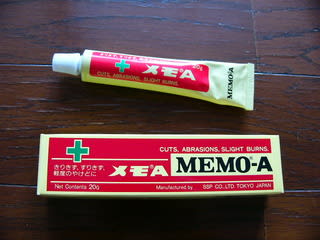 メモA
CUTS, ABRASIONS, SLIGHT BURNS.
MEMO-A
CUTS, ABRASIONS, SLIGHT BURNS.
きりきず、すりきず、
軽度のやけどに
メモA
MEMO-A
Net Contents 20g
Manufactured by SSP CO., LTD. TOKYO JAPAN